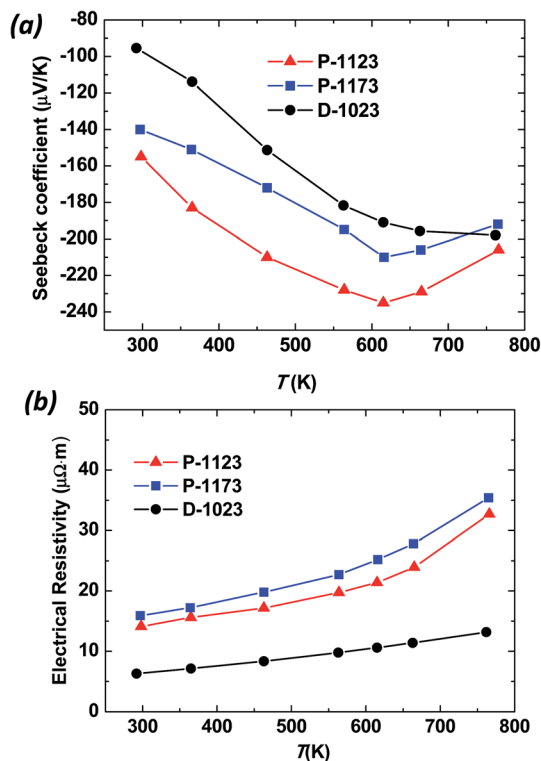 (a)
-80
-100
-120
-140
-160
-180
-200
-220
-240
Seebeck coefficient (μV/K)
P-1123
P-1173
D-1023
300 400 500 600 700 800
T (K)
(b)
50
40
30
20
10
0
Electrical Resistivity (μΩ·m)
P-1123
P-1173
D-1023
300 400 500 600 700 800
T(K)